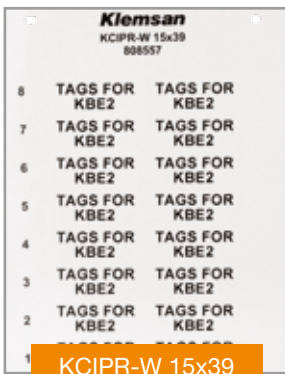 Klemsan
KCIPR-W 15x39
808557
8 TAGS FOR TAGS FOR
KBE2 KBE2
7 TAGS FOR TAGS FOR
KBE2 KBE2
6 TAGS FOR TAGS FOR
KBE2 KBE2
5 TAGS FOR TAGS FOR
KBE2 KBE2
4 TAGS FOR TAGS FOR
KBE2 KBE2
3 TAGS FOR TAGS FOR
KBE2 KBE2
2 TAGS FOR TAGS FOR
KBE2 KBE2
1
KCIPR-W 15x39